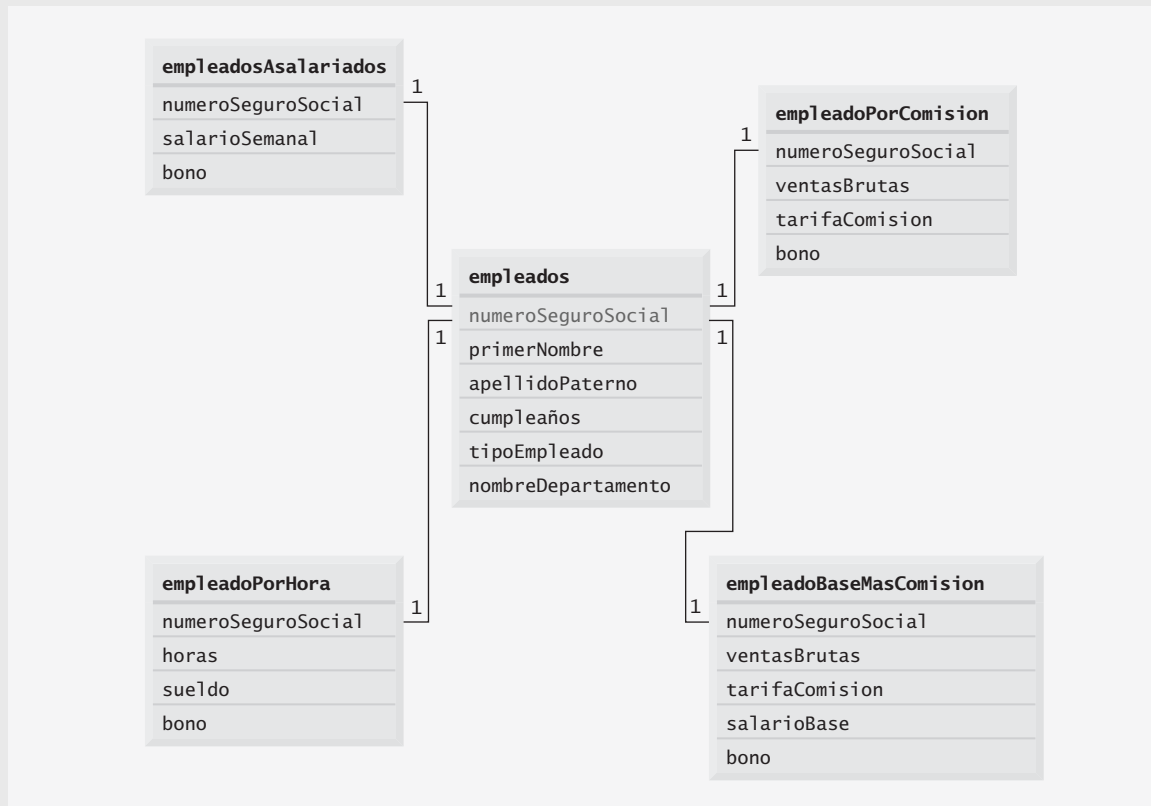 empleadosAsalariados
numeroSeguroSocial
salarioSemanal
bono
1
empleadoPorComision
numeroSeguroSocial
ventasBrutas
tarifaComision
bono
1
empleados
numeroSeguroSocial
primerNombre
apellidoPaterno
cumpleaños
tipoEmpleado
nombreDepartamento
1
1
1
1
empleadoPorHora
numeroSeguroSocial
horas
sueldo
bono
1
empleadoBaseMasComision
numeroSeguroSocial
ventasBrutas
tarifaComision
salarioBase
bono
1